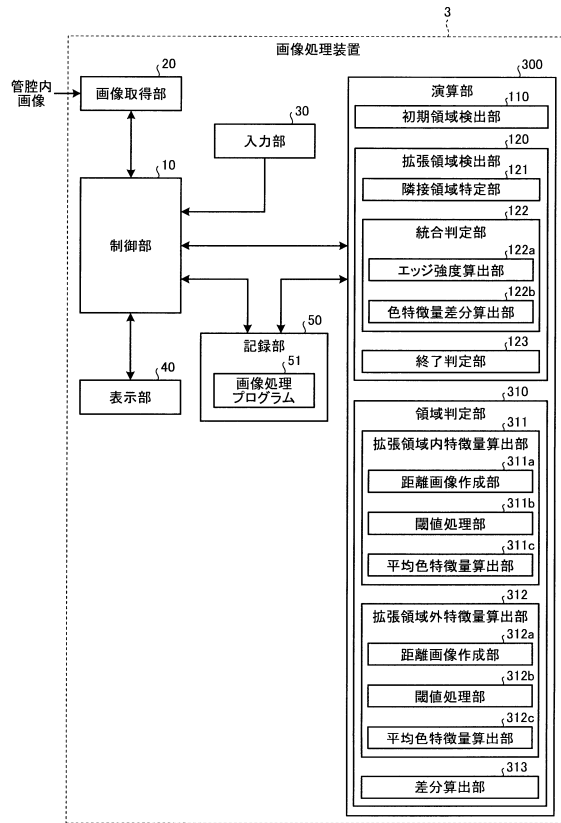 3
画像処理装置
管腔内
画像
20
画像取得部
30
入力部
10
制御部
50
記録部
51
画像処理
プログラム
40
表示部
300
演算部
110
初期領域検出部
120
拡張領域検出部
121
隣接領域特定部
122
統合判定部
122a
エッジ強度算出部
122b
色特徴量差分算出部
123
終了判定部
310
領域判定部
311
拡張領域内特徴量算出部
311a
距離画像作成部
311b
閾値処理部
311c
平均色特徴量算出部
312
拡張領域外特徴量算出部
312a
距離画像作成部
312b
閾値処理部
312c
平均色特徴量算出部
313
差分算出部